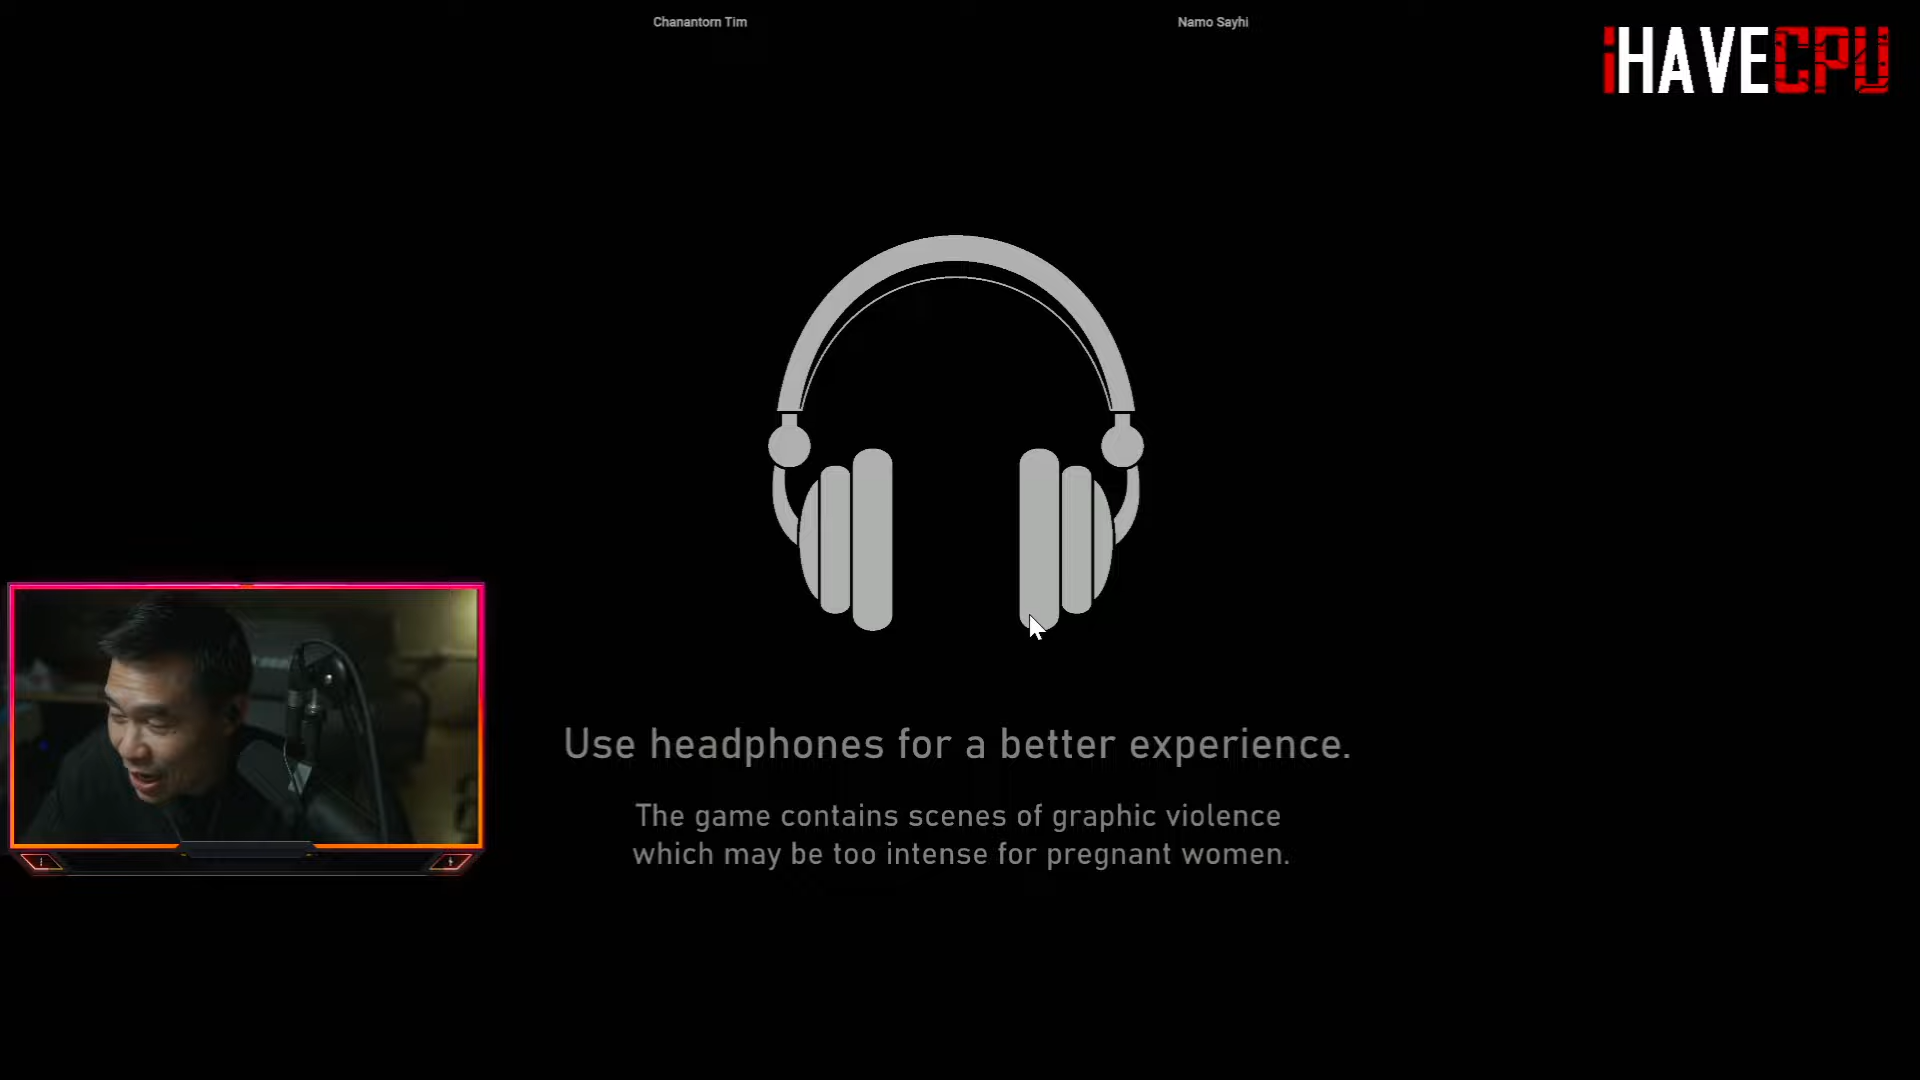 Chanantorn Tim
Namo Sayhi
iHAVECPU
Use headphones for a better experience.
The game contains scenes of graphic violence
which may be too intense for pregnant women.